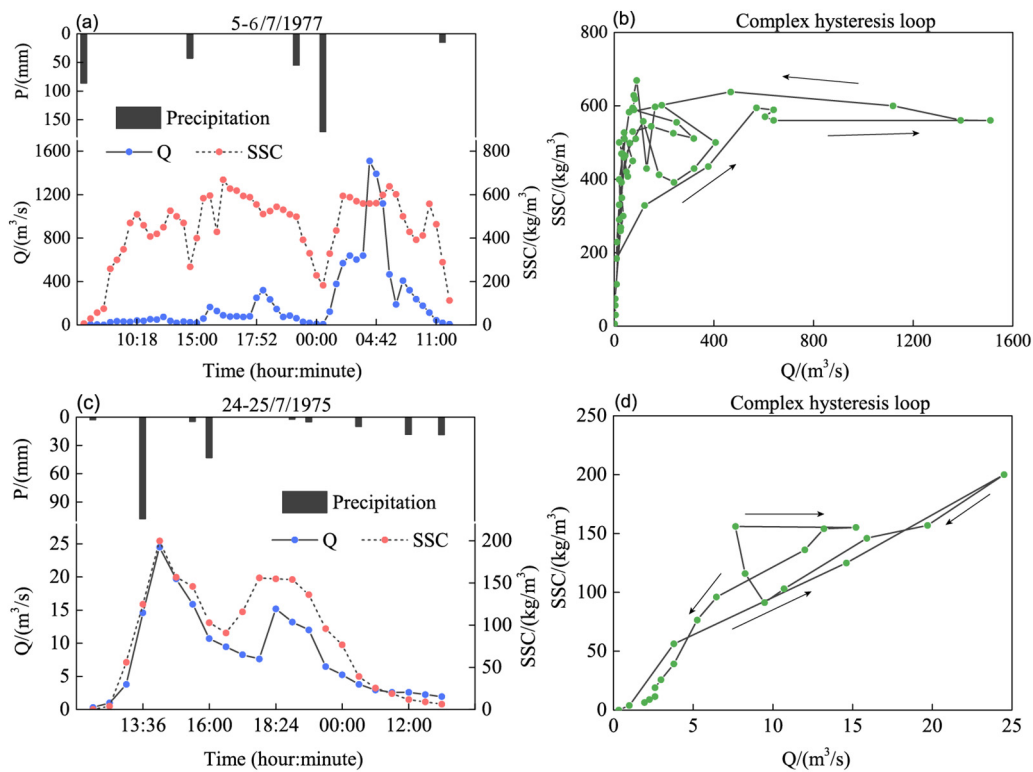 (a)
5-6/7/1977
0
50
100
150
P/(mm)
Precipitation
Q
SSC
1600
1200
800
400
0
Q/(m³/s)
800
600
400
200
0
SSC/(kg/m³)
10:18
15:00
17:52
00:00
04:42
11:00
Time (hour:minute)
(b)
Complex hysteresis loop
800
600
400
200
0
SSC/(kg/m³)
0
400
800
1200
1600
Q/(m³/s)
(c)
24-25/7/1975
0
30
60
90
P/(mm)
Precipitation
Q
SSC
25
20
15
10
5
0
Q/(m³/s)
200
150
100
50
0
SSC/(kg/m³)
13:36
16:00
18:24
00:00
12:00
Time (hour:minute)
(d)
Complex hysteresis loop
250
200
150
100
50
0
SSC/(kg/m³)
0
5
10
15
20
25
Q/(m³/s)